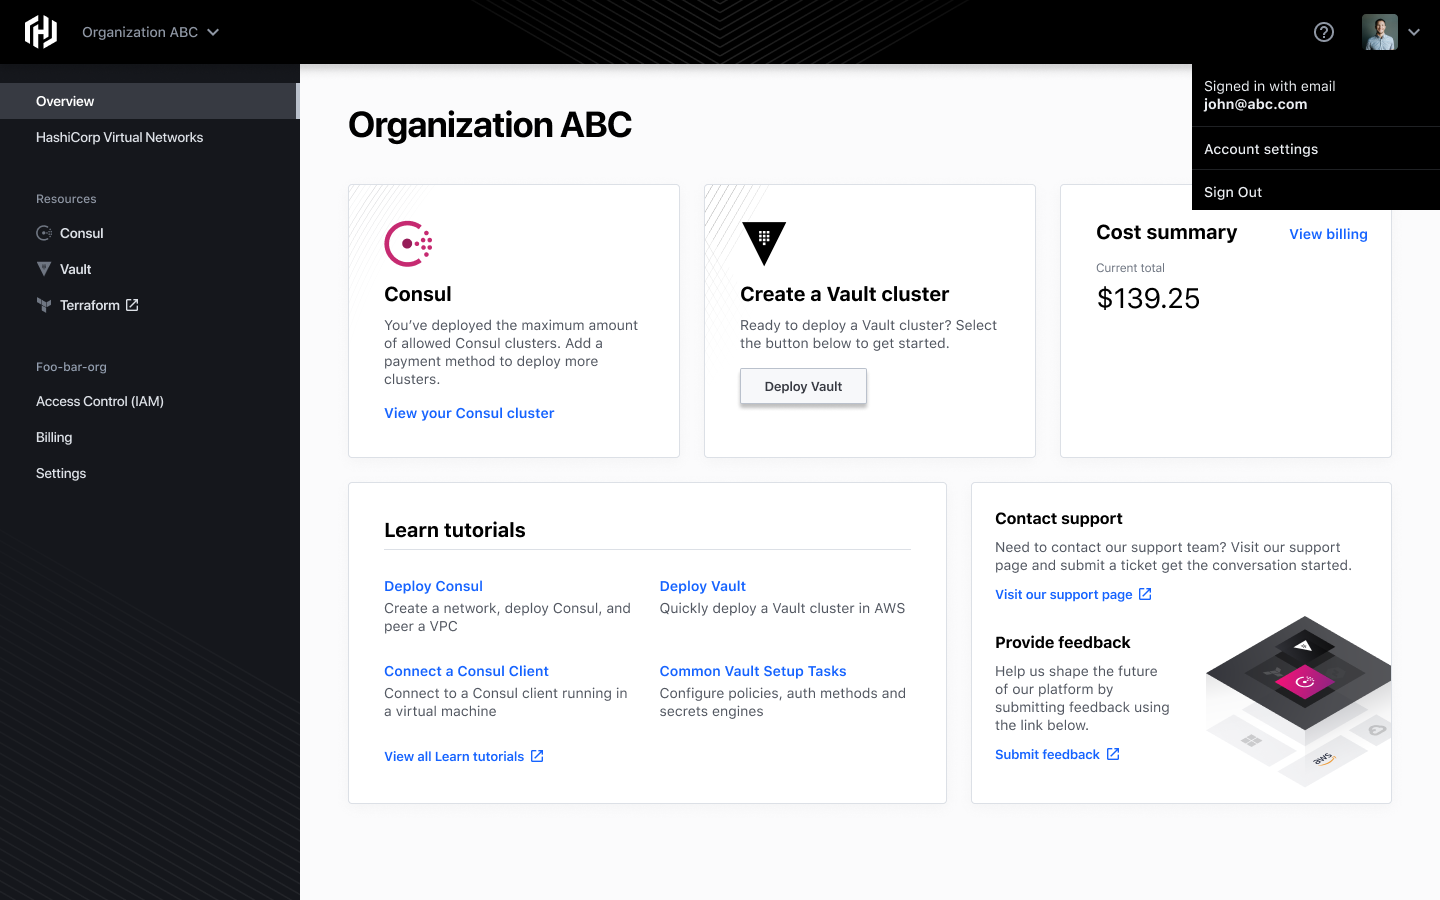 Organization ABC
Signed in with email
john@abc.com
Account settings
Sign Out
Overview
HashiCorp Virtual Networks
Resources
Consul
Vault
Terraform
Foo-bar-org
Access Control (IAM)
Billing
Settings
Organization ABC
Consul
You’ve deployed the maximum amount
of allowed Consul clusters. Add a
payment method to deploy more
clusters.
View your Consul cluster
Create a Vault cluster
Ready to deploy a Vault cluster? Select
the button below to get started.
Deploy Vault
Cost summary
View billing
Current total
$139.25
Learn tutorials
Deploy Consul
Create a network, deploy Consul, and
peer a VPC
Deploy Vault
Quickly deploy a Vault cluster in AWS
Connect a Consul Client
Connect to a Consul client running in
a virtual machine
Common Vault Setup Tasks
Configure policies, auth methods and
secrets engines
View all Learn tutorials
Contact support
Need to contact our support team? Visit our support
page and submit a ticket get the conversation started.
Visit our support page
Provide feedback
Help us shape the future
of our platform by
submitting feedback using
the link below.
Submit feedback
aws